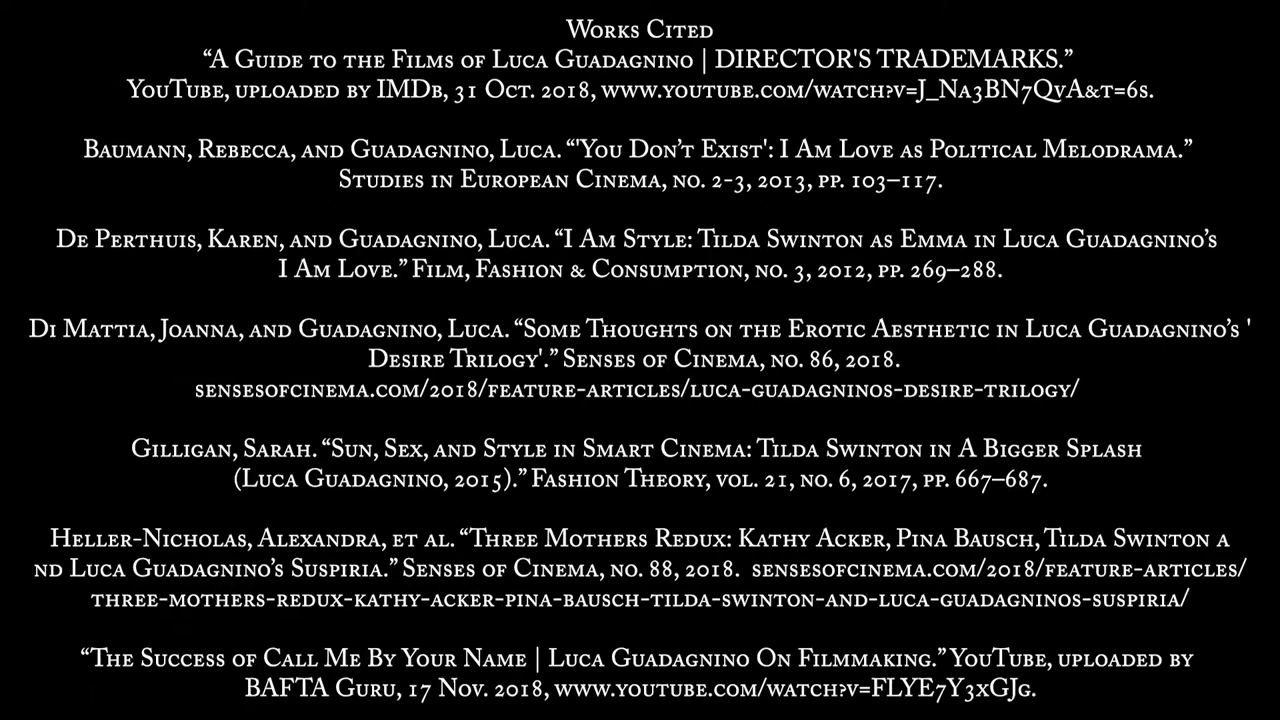 Works Cited
“A Guide to the Films of Luca Guadagnino | DIRECTOR'S TRADEMARKS.”
YouTube, uploaded by IMDb, 31 Oct. 2018, www.youtube.com/watch?v=J_Na3BN7QvA&t=6s.
Baumann, Rebecca, and Guadagnino, Luca. “'You Don’t Exist': I Am Love as Political Melodrama.”
Studies in European Cinema, no. 2-3, 2013, pp. 103–117.
De Perthuis, Karen, and Guadagnino, Luca. “I Am Style: Tilda Swinton as Emma in Luca Guadagnino’s
I Am Love.” Film, Fashion & Consumption, no. 3, 2012, pp. 269–288.
Di Mattia, Joanna, and Guadagnino, Luca. “Some Thoughts on the Erotic Aesthetic in Luca Guadagnino’s '
Desire Trilogy'.” Senses of Cinema, no. 86, 2018.
sensesofcinema.com/2018/feature-articles/luca-guadagninos-desire-trilogy/
Gilligan, Sarah. “Sun, Sex, and Style in Smart Cinema: Tilda Swinton in A Bigger Splash
(Luca Guadagnino, 2015).” Fashion Theory, vol. 21, no. 6, 2017, pp. 667–687.
Heller-Nicholas, Alexandra, et al. “Three Mothers Redux: Kathy Acker, Pina Bausch, Tilda Swinton a
nd Luca Guadagnino’s Suspiria.” Senses of Cinema, no. 88, 2018. sensesofcinema.com/2018/feature-articles/
three-mothers-redux-kathy-acker-pina-bausch-tilda-swinton-and-luca-guadagninos-suspiria/
“The Success of Call Me By Your Name | Luca Guadagnino On Filmmaking.” YouTube, uploaded by
BAFTA Guru, 17 Nov. 2018, www.youtube.com/watch?v=FLYE7Y3xGJg.